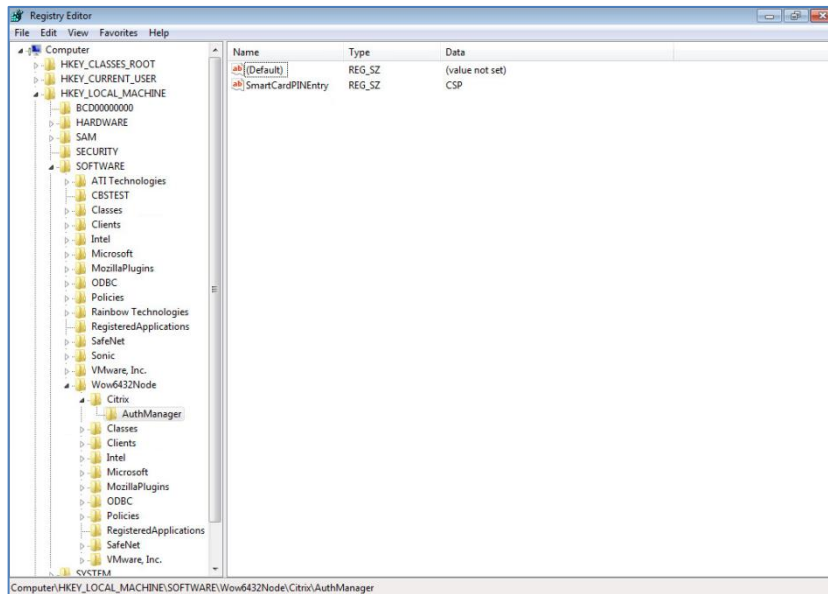 Registry Editor
File Edit View Favorites Help
Computer
HKEY_CLASSES_ROOT
HKEY_CURRENT_USER
HKEY_LOCAL_MACHINE
BCD00000000
HARDWARE
SAM
SECURITY
SOFTWARE
ATI Technologies
CBSTEST
Classes
Clients
Intel
Microsoft
MozillaPlugins
ODBC
Policies
Rainbow Technologies
RegisteredApplications
SafeNet
Sonic
VMware, Inc.
Wow6432Node
Citrix
AuthManager
Classes
Clients
Intel
Microsoft
MozillaPlugins
ODBC
Policies
RegisteredApplications
SafeNet
VMware, Inc.
SYSTEM
Name Type Data
ab (Default) REG_SZ (value not set)
ab SmartCardPINEntry REG_SZ CSP
Computer\HKEY_LOCAL_MACHINE\SOFTWARE\Wow6432Node\Citrix\AuthManager